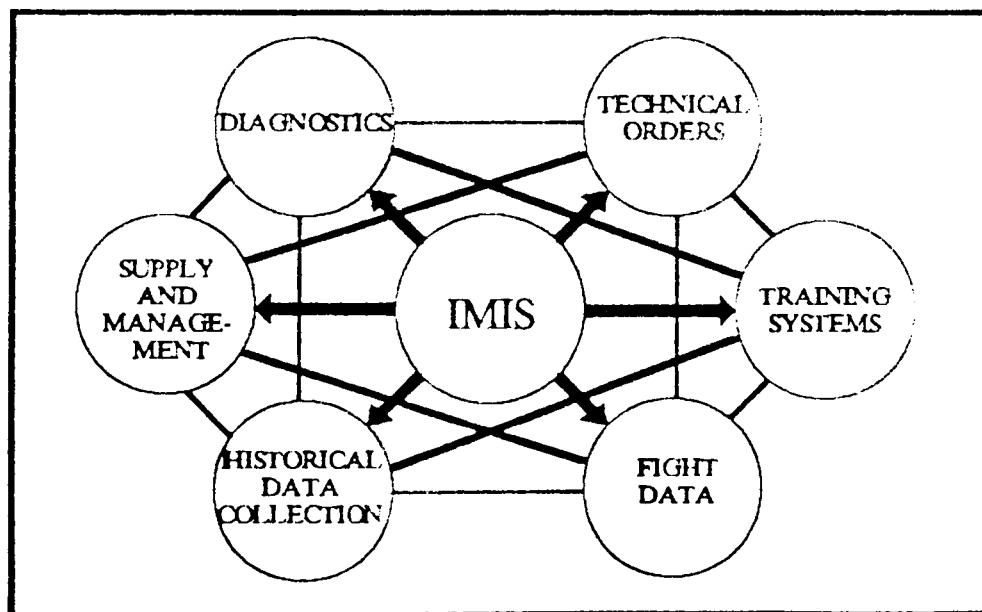 DIAGNOSTICS
TECHNICAL
ORDERS
SUPPLY
AND
MANAGE-
MENT
IMIS
TRAINING
SYSTEMS
HISTORICAL
DATA
COLLECTION
FIGHT
DATA